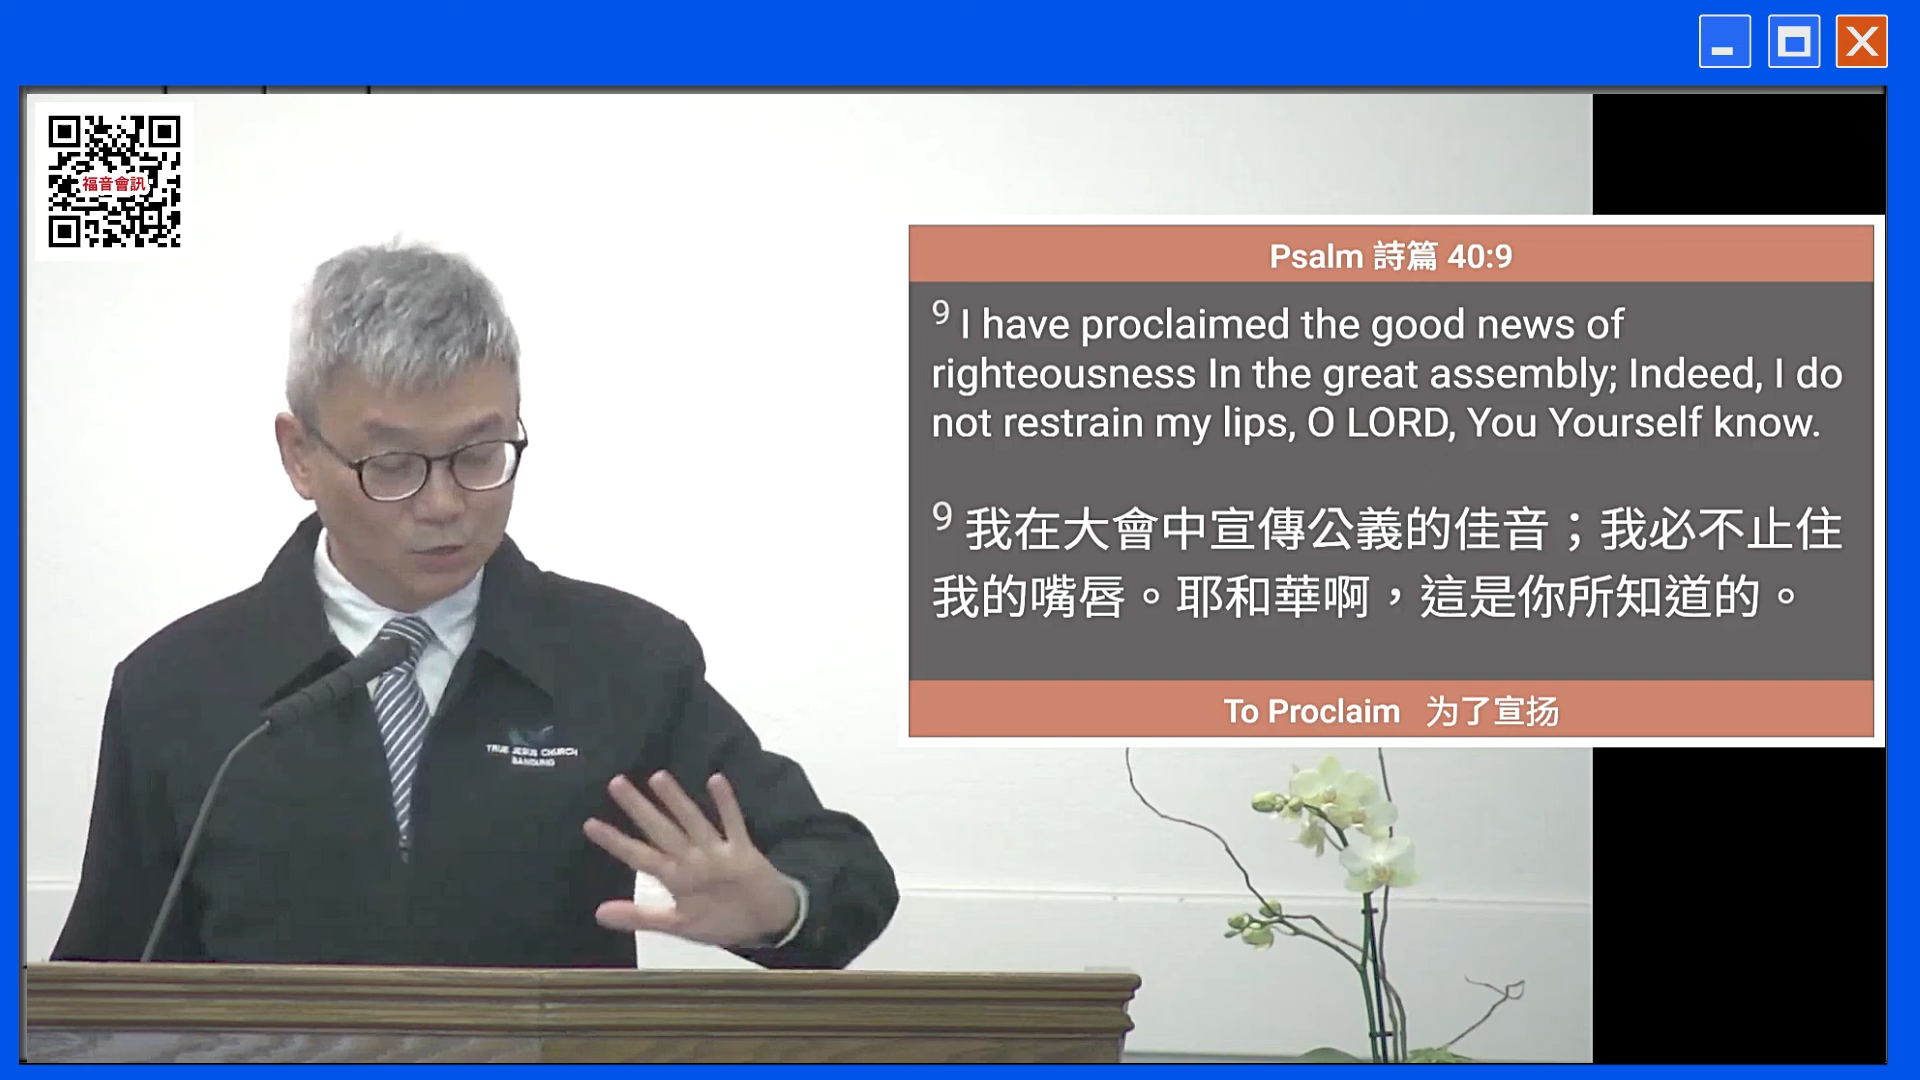 福音會訊
Psalm 詩篇 40:9
9 I have proclaimed the good news of
righteousness In the great assembly; Indeed, I do
not restrain my lips, O LORD, You Yourself know.
9 我在大會中宣傳公義的佳音；我必不止住
我的嘴唇。耶和華啊，這是你所知道的。
To Proclaim 为了宣扬
TRUE JESUS CHURCH
BANDUNG